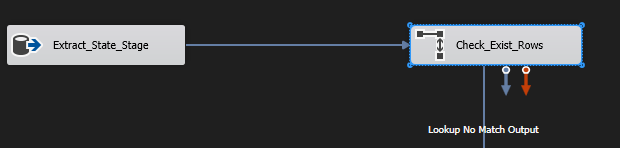 Extract_State_Stage
Check_Exist_Rows
Lookup No Match Output